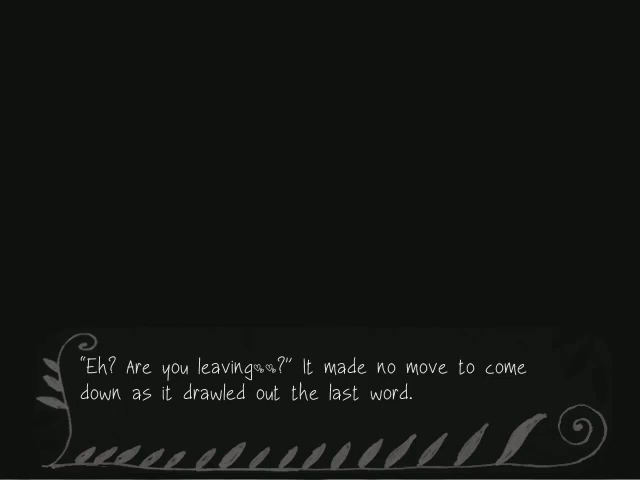 “Eh? Are you leaving~~?” It made no move to come
down as it drawled out the last word.